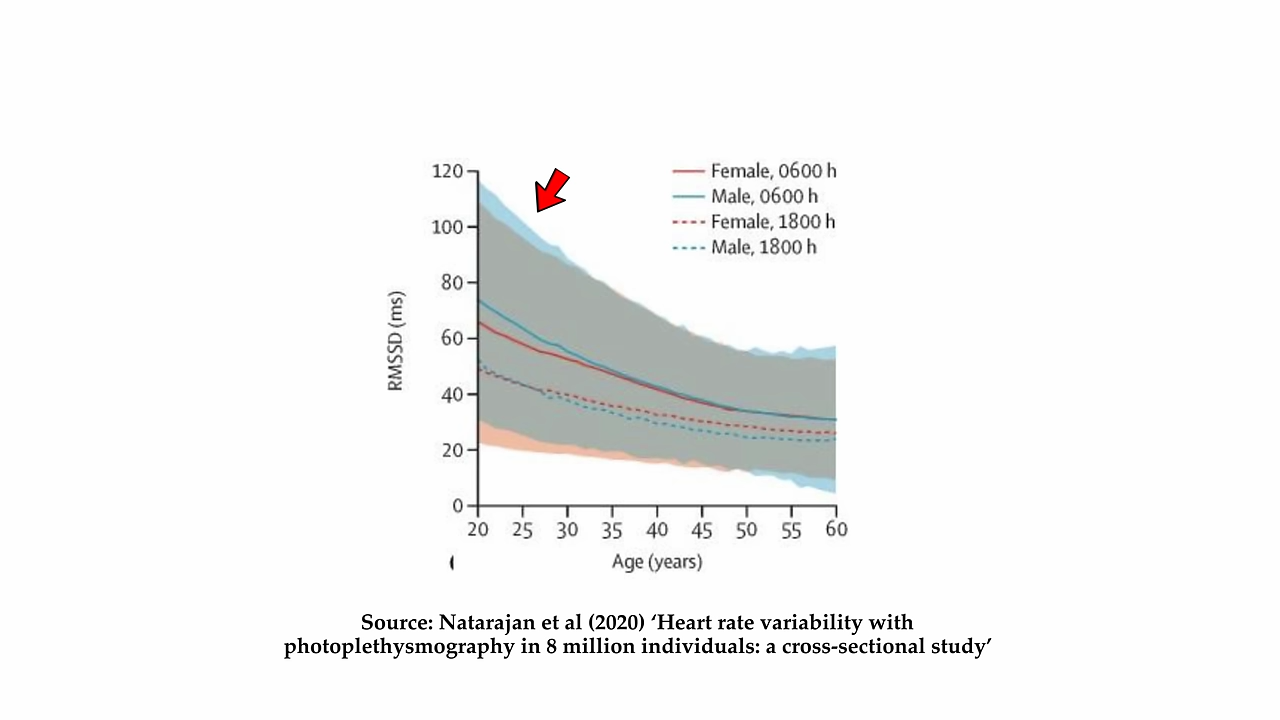 120
100
80
60
40
20
0
RMSSD (ms)
Female, 0600 h
Male, 0600 h
Female, 1800 h
Male, 1800 h
20 25 30 35 40 45 50 55 60
Age (years)
Source: Natarajan et al (2020) ‘Heart rate variability with
photoplethysmography in 8 million individuals: a cross-sectional study’